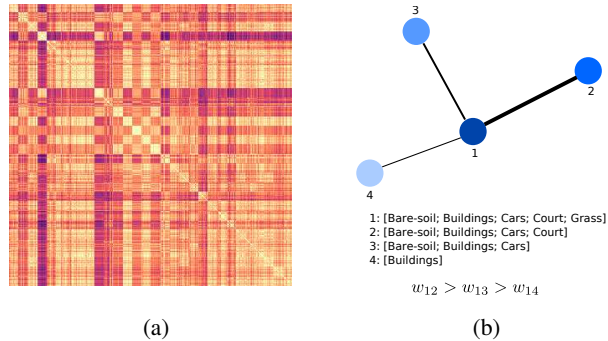 3
2
1
4
1: [Bare-soil; Buildings; Cars; Court; Grass]
2: [Bare-soil; Buildings; Cars; Court]
3: [Bare-soil; Buildings; Cars]
4: [Buildings]
w₁₂ > w₁₃ > w₁₄
(a) (b)